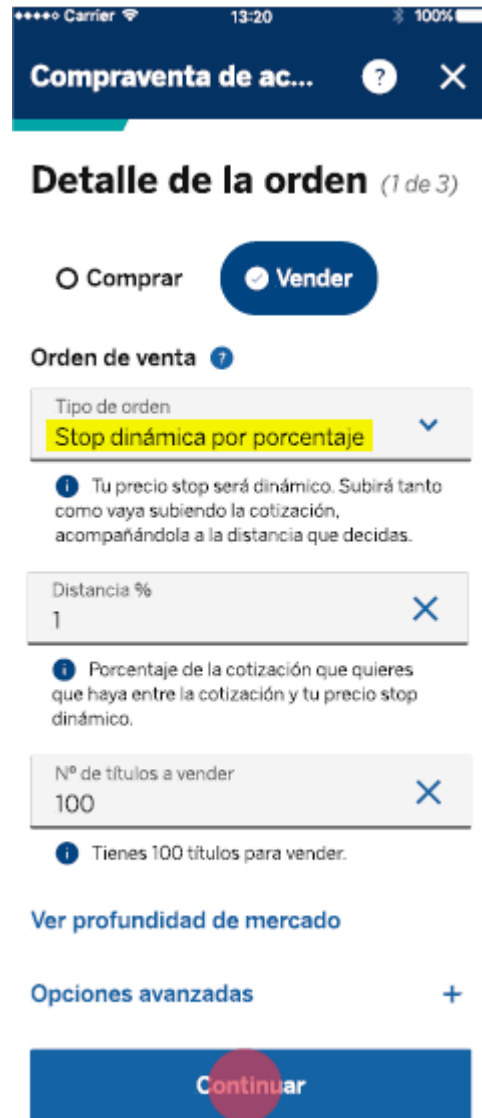 Carrier 13:20 100%
Compraventa de ac... ?
Detalle de la orden (1 de 3)
Comprar Vender
Orden de venta ?
Tipo de orden
Stop dinámica por porcentaje
i Tu precio stop será dinámico. Subirá tanto
como vaya subiendo la cotización,
acompañándola a la distancia que decidas.
Distancia %
1
i Porcentaje de la cotización que quieres
que haya entre la cotización y tu precio stop
dinámico.
Nº de títulos a vender
100
i Tienes 100 títulos para vender.
Ver profundidad de mercado
Opciones avanzadas +
Continuar